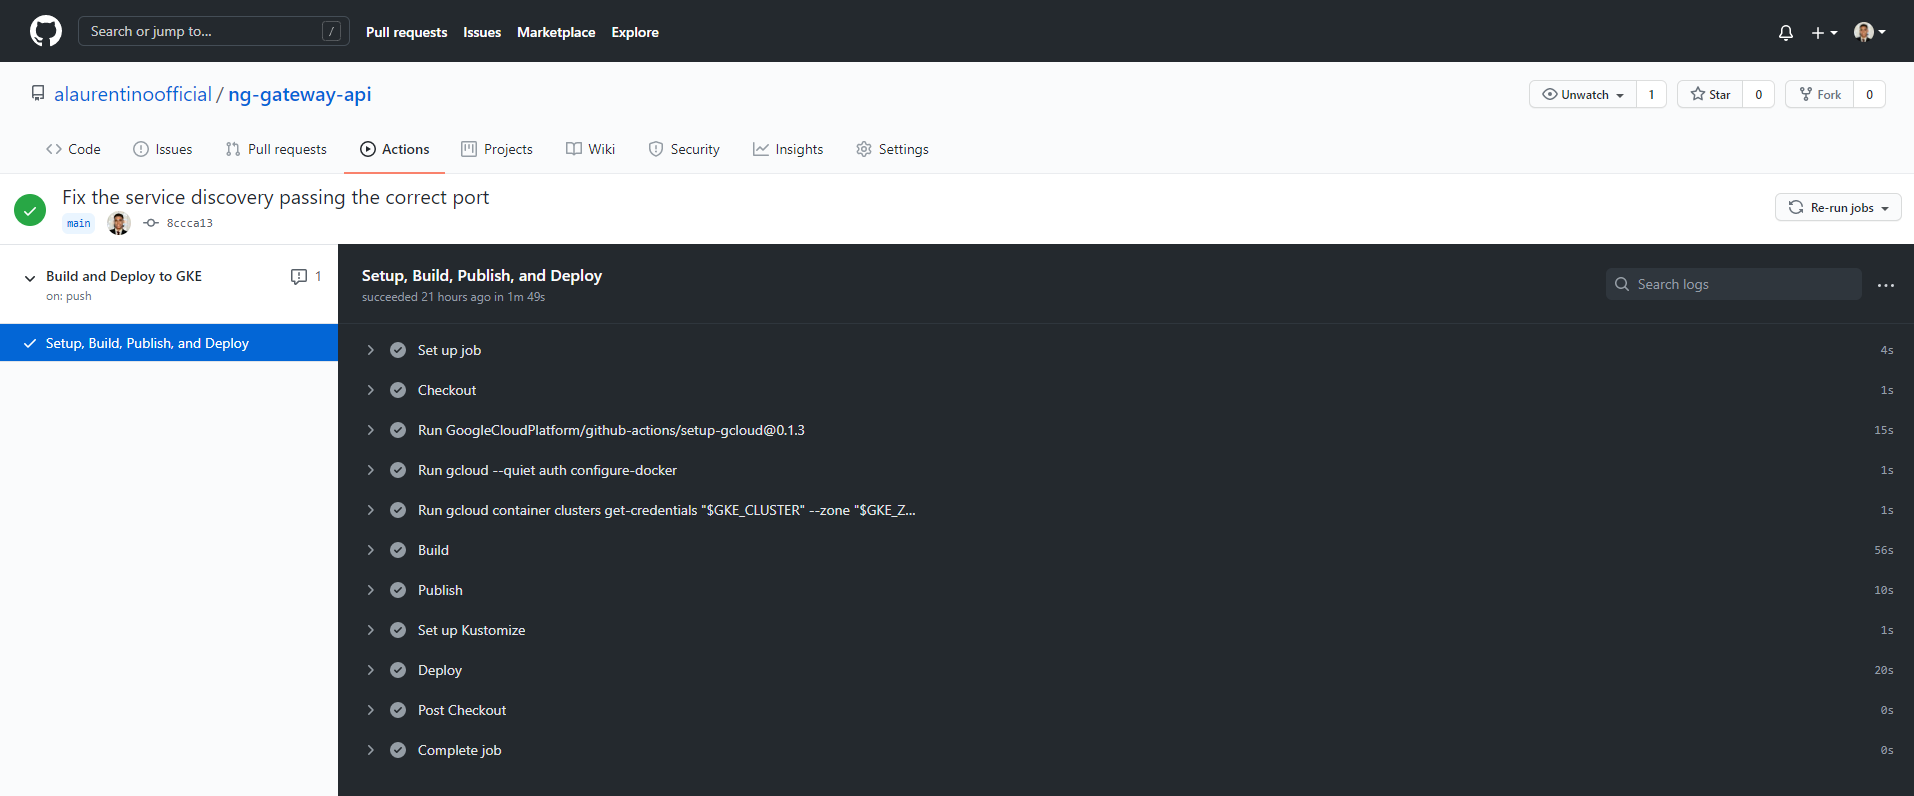 Search or jump to... /
Pull requests Issues Marketplace Explore
alaurentinoofficial / ng-gateway-api
Unwatch 1 Star 0 Fork 0
Code Issues Pull requests Actions Projects Wiki Security Insights Settings
Fix the service discovery passing the correct port
main 8ccca13
Re-run jobs
Build and Deploy to GKE 1
on: push
Setup, Build, Publish, and Deploy
Setup, Build, Publish, and Deploy
succeeded 21 hours ago in 1m 49s
Search logs
Set up job 4s
Checkout 1s
Run GoogleCloudPlatform/github-actions/setup-gcloud@0.1.3 15s
Run gcloud --quiet auth configure-docker 1s
Run gcloud container clusters get-credentials "$GKE_CLUSTER" --zone "$GKE_Z... 1s
Build 56s
Publish 10s
Set up Kustomize 1s
Deploy 20s
Post Checkout 0s
Complete job 0s